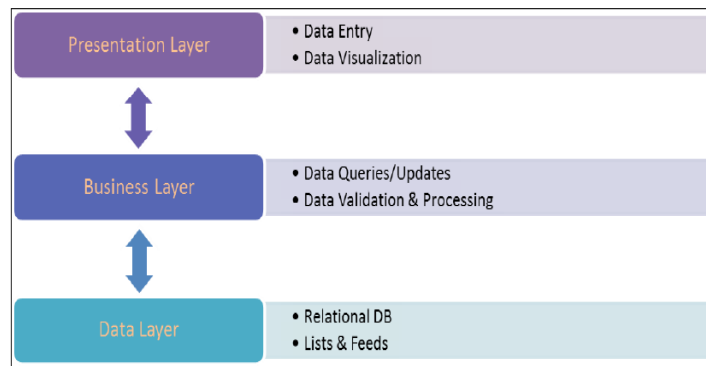 Presentation Layer
• Data Entry
• Data Visualization
Business Layer
• Data Queries/Updates
• Data Validation & Processing
Data Layer
• Relational DB
• Lists & Feeds